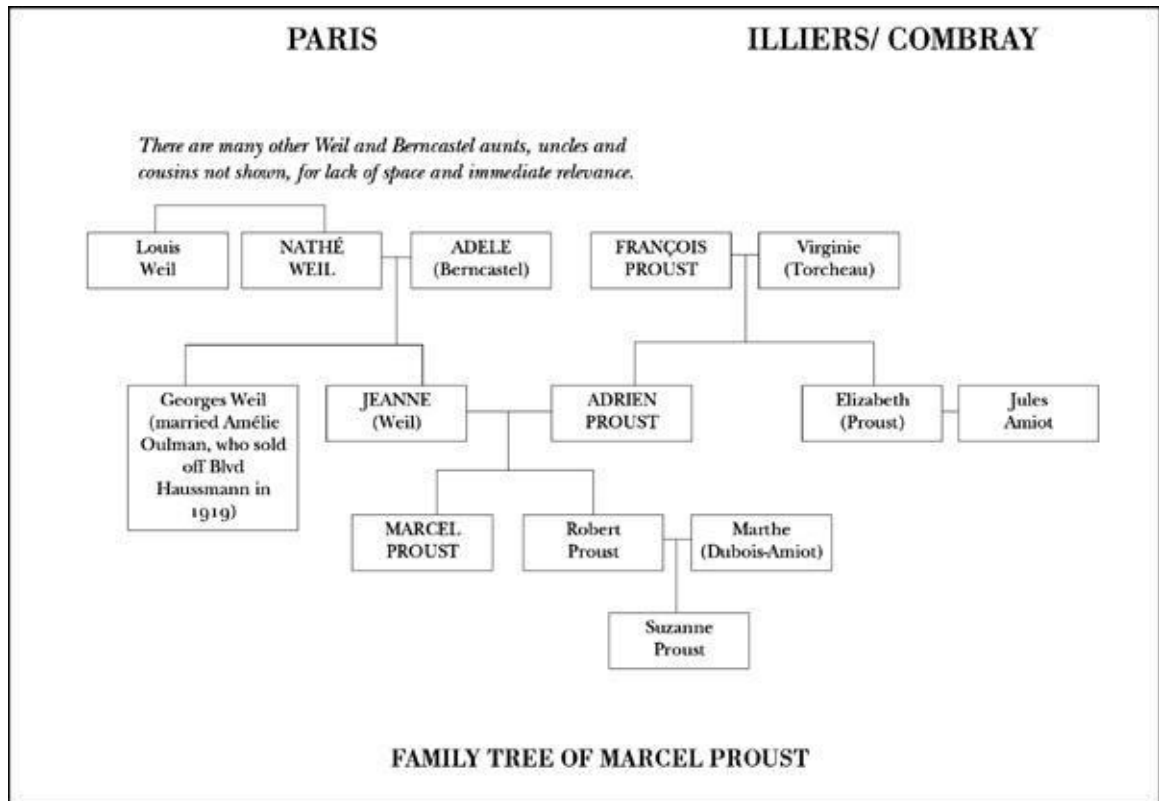 PARIS
ILLIERS/ COMBRAY
There are many other Weil and Berncastel aunts, uncles and
cousins not shown, for lack of space and immediate relevance.
Louis
Weil
NATHÉ
WEIL
ADELE
(Berncastel)
FRANÇOIS
PROUST
Virginie
(Torcheau)
Georges Weil
(married Amélie
Oulman, who sold
off Blvd
Haussmann in
1919)
JEANNE
(Weil)
ADRIEN
PROUST
Elizabeth
(Proust)
Jules
Amiot
MARCEL
PROUST
Robert
Proust
Marthe
(Dubois-Amiot)
Suzanne
Proust
FAMILY TREE OF MARCEL PROUST